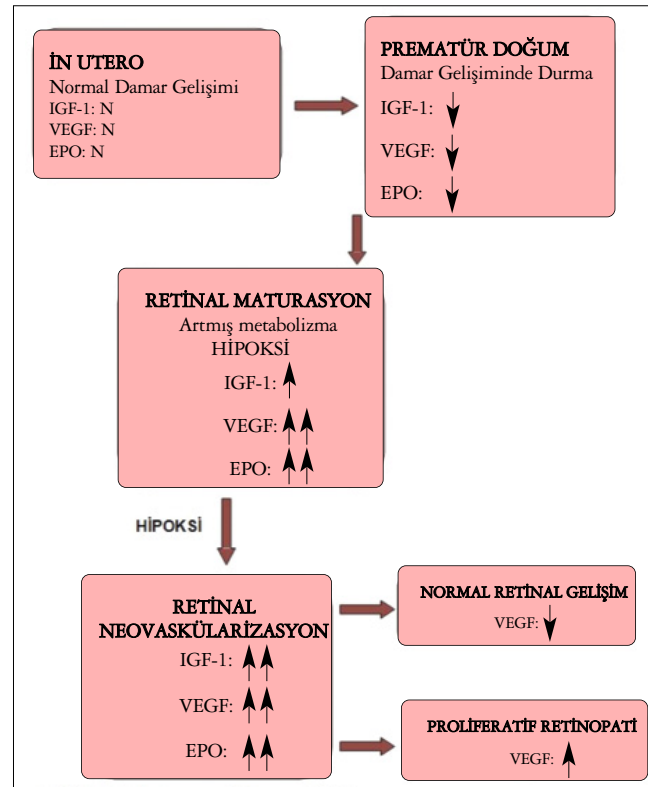 İN UTERO
Normal Damar Gelişimi
IGF-1: N
VEGF: N
EPO: N
PREMATÜR DOĞUM
Damar Gelişiminde Durma
IGF-1: ↓
VEGF: ↓
EPO: ↓
RETİNAL MATURASYON
Artmış metabolizma
HİPOKSİ
IGF-1: ↑
VEGF: ↑↑
EPO: ↑↑
HİPOKSİ
RETİNAL
NEOVASKÜLARİZASYON
IGF-1: ↑↑
VEGF: ↑↑
EPO: ↑↑
NORMAL RETİNAL GELİŞİM
VEGF: ↓
PROLİFERATİF RETİNOPATİ
VEGF: ↑